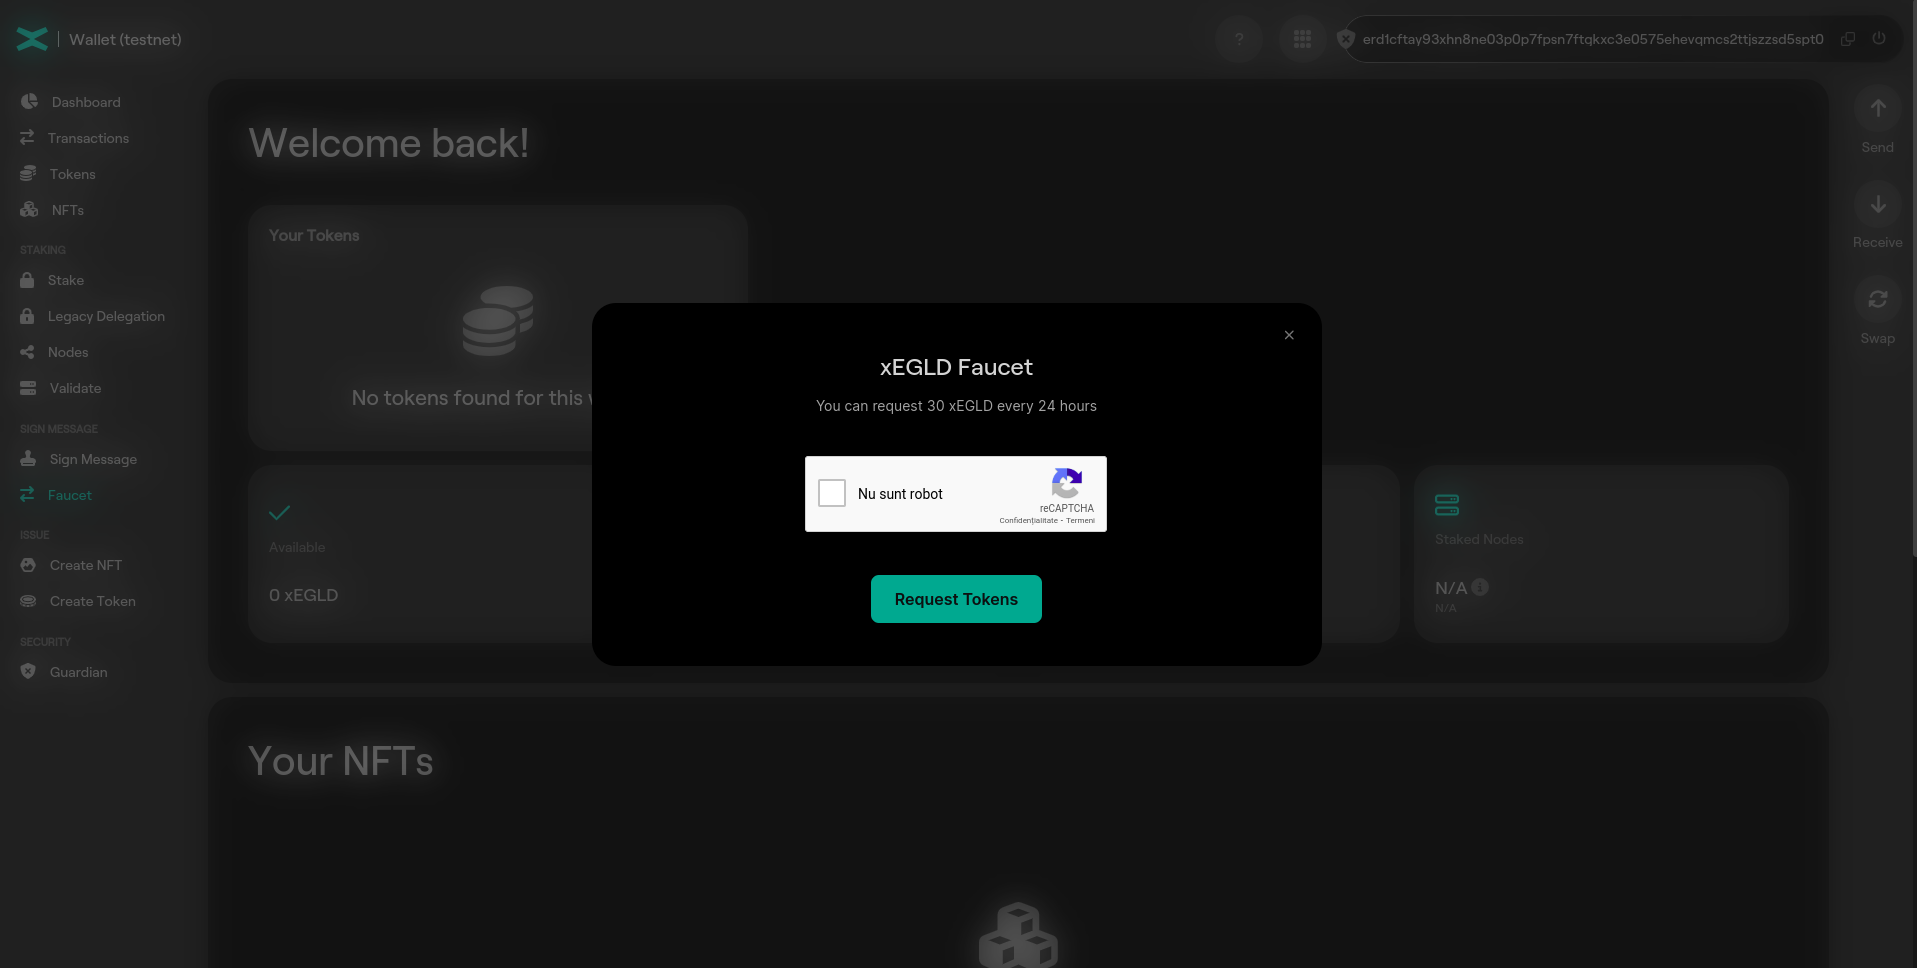 Wallet (testnet)
?
erd1cftay93xhn8ne03p0p7fpsn7ftqkxc3e0575ehevqmcs2ttjszzsd5spt0
Dashboard
Transactions
Tokens
NFTs
STAKING
Stake
Legacy Delegation
Nodes
Validate
SIGN MESSAGE
Sign Message
Faucet
ISSUE
Create NFT
Create Token
SECURITY
Guardian
Welcome back!
Your Tokens
No tokens found for this
Available
0 xEGLD
Staked Nodes
N/A
N/A
Your NFTs
xEGLD Faucet
You can request 30 xEGLD every 24 hours
Nu sunt robot
reCAPTCHA
Confidențialitate - Termeni
Request Tokens
Send
Receive
Swap